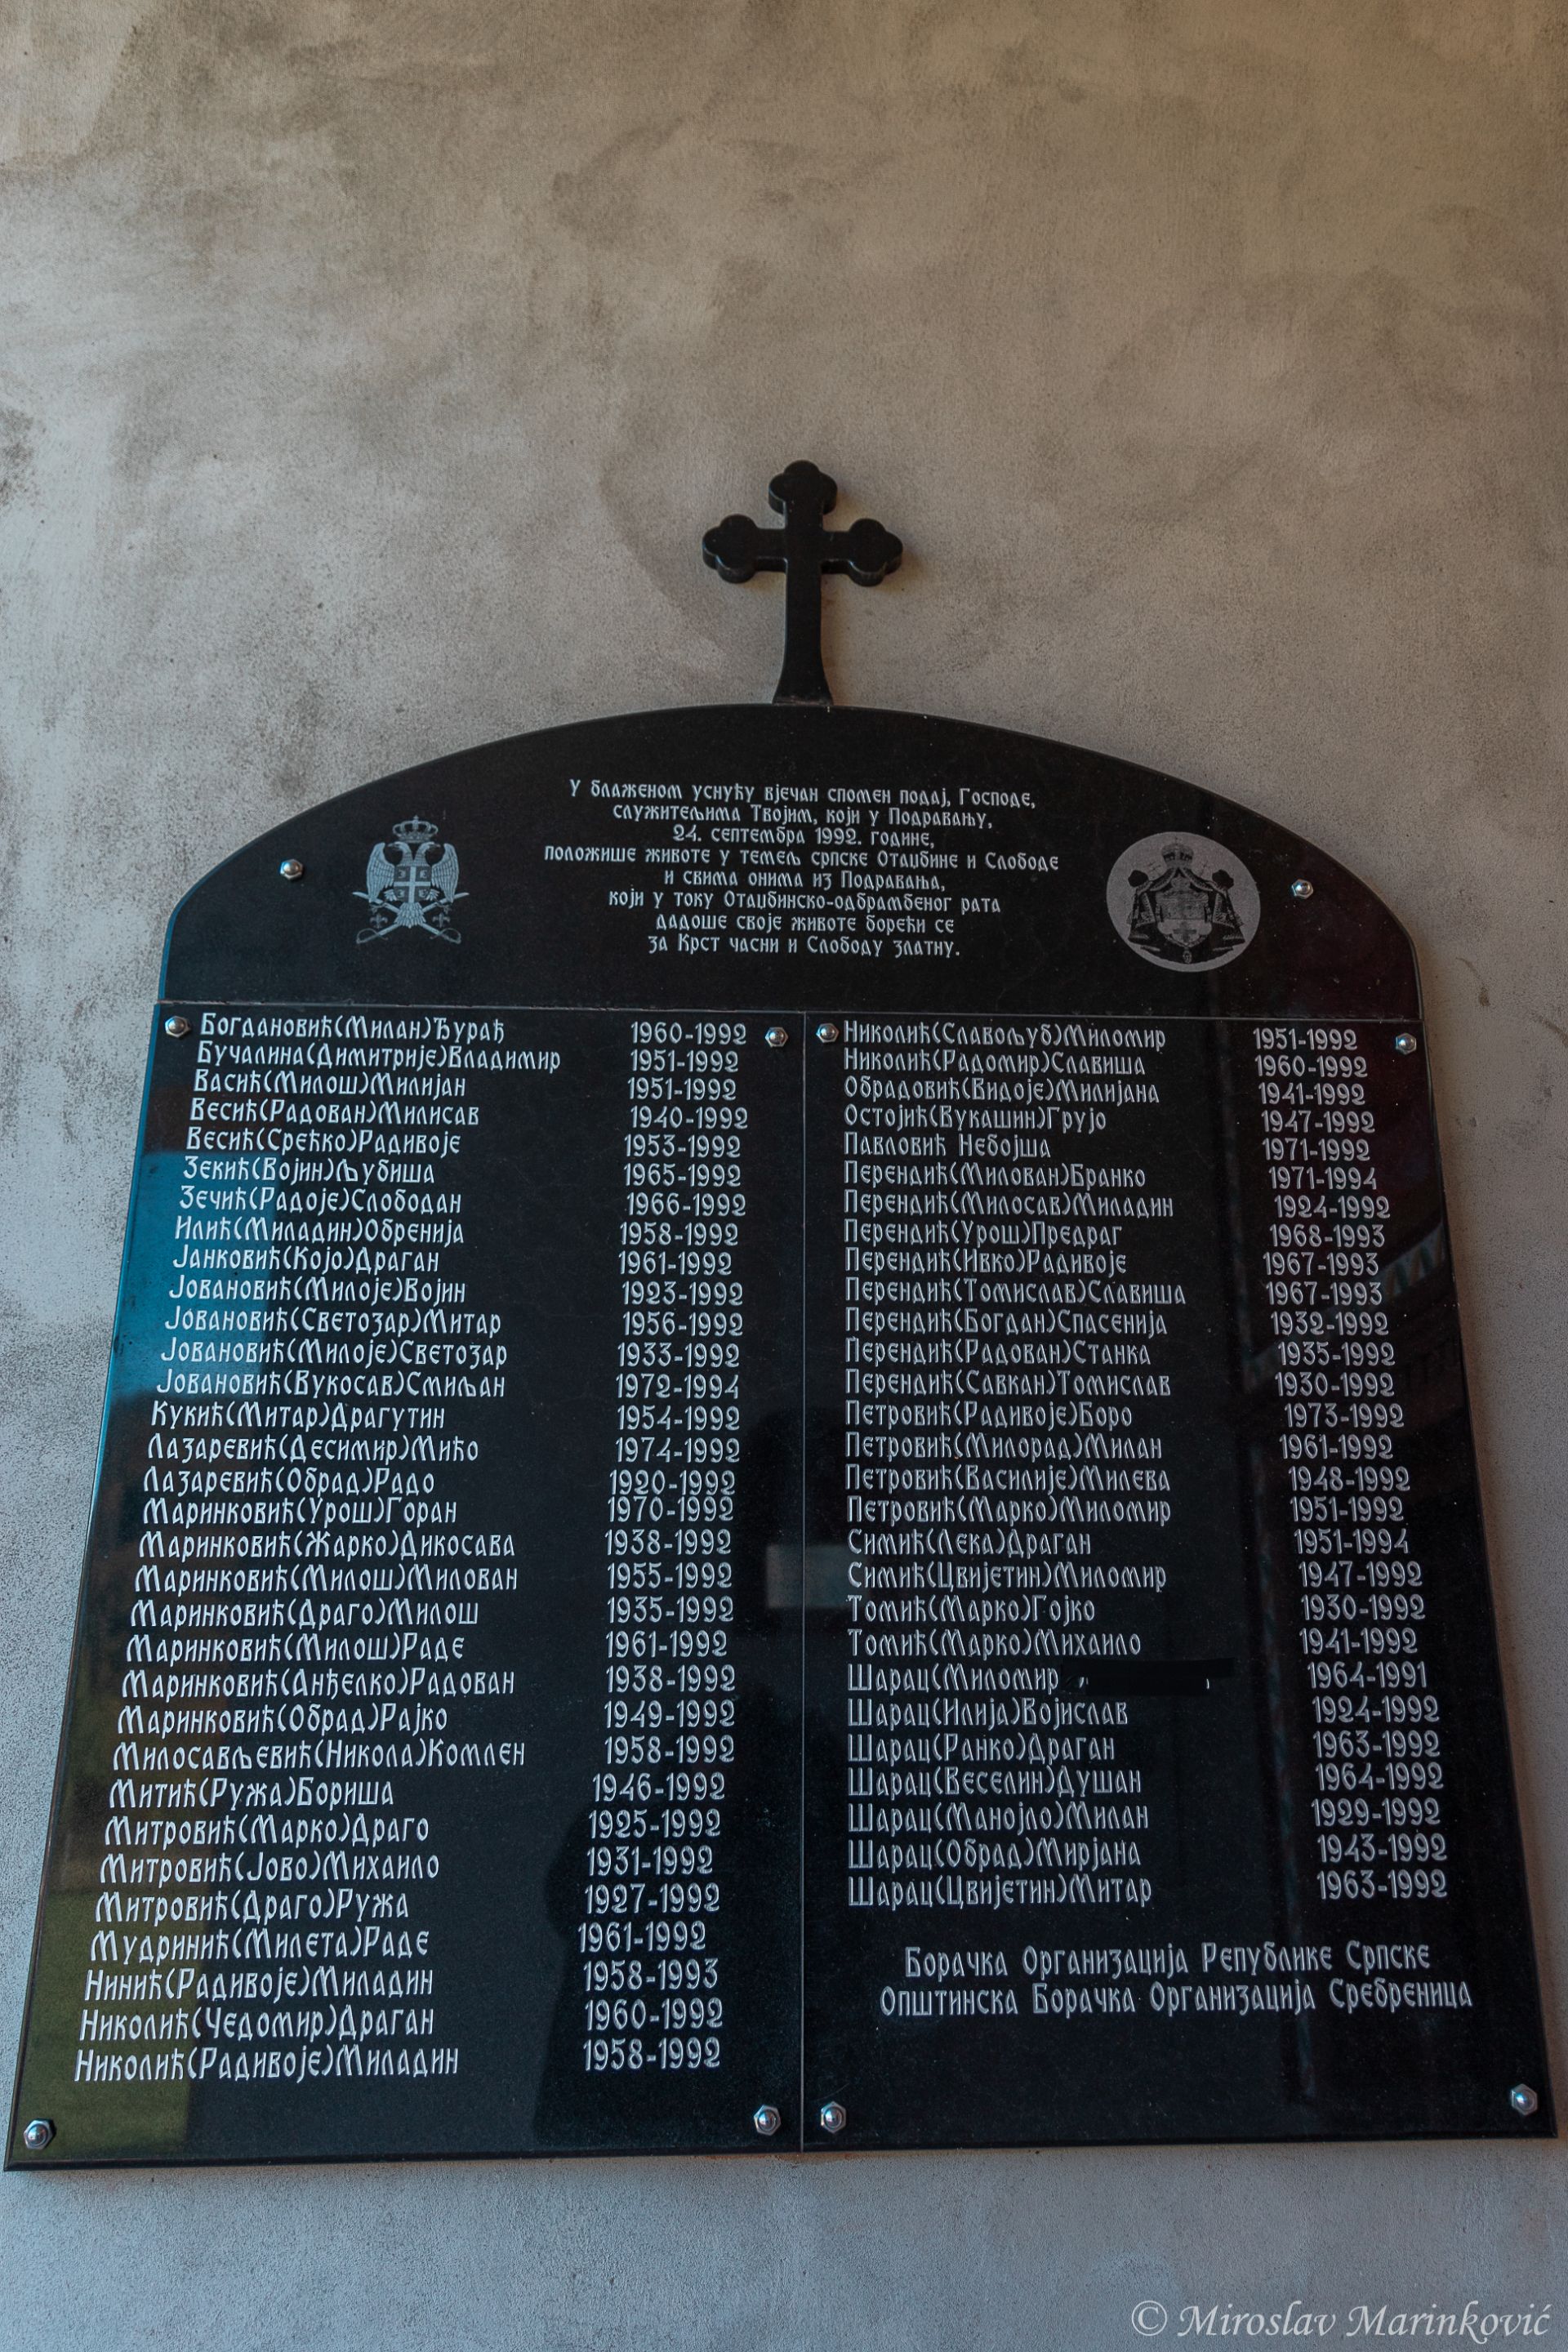 У блаженом уснућу вјечан спомен подај, Господе,
служитељима Твојим, који у Подравању,
24. септембра 1992. године,
положише животе у темељ српске Отаџбине и Слободе
и свима онима из Подравања,
који у току Отаџбинско-одбрамбеног рата
дадоше своје животе борећи се
за Крст часни и Слободу златну.
Богдановић(Милан)Ђурађ 1960-1992
Бучалина(Димитрије)Владимир 1951-1992
Васић(Милош)Милијан 1951-1992
Весић(Радован)Милисав 1940-1992
Весић(Срећко)Радивоје 1953-1992
Зекић(Војин)Љубиша 1965-1992
Зечић(Радоје)Слободан 1966-1992
Илић(Миладин)Обренија 1958-1992
Јанковић(Којо)Драган 1961-1992
Јовановић(Милоје)Војин 1923-1992
Јовановић(Светозар)Митар 1956-1992
Јовановић(Милоје)Светозар 1933-1992
Јовановић(Вукосав)Смиљан 1972-1994
Кукић(Митар)Драгутин 1954-1992
Лазаревић(Десимир)Мићо 1974-1992
Лазаревић(Обрад)Радо 1920-1992
Маринковић(Урош)Горан 1970-1992
Маринковић(Жарко)Дикосава 1938-1992
Маринковић(Милош)Милован 1955-1992
Маринковић(Драго)Милош 1935-1992
Маринковић(Милош)Раде 1961-1992
Маринковић(Анђелко)Радован 1938-1992
Маринковић(Обрад)Рајко 1949-1992
Милосављевић(Никола)Комлен 1958-1992
Митић(Ружа)Бориша 1946-1992
Митровић(Марко)Драго 1925-1992
Митровић(Јово)Михаило 1931-1992
Митровић(Драго)Ружа 1927-1992
Мудринић(Милета)Раде 1961-1992
Нинић(Радивоје)Миладин 1958-1993
Николић(Чедомир)Драган 1960-1992
Николић(Радивоје)Миладин 1958-1992
Николић(Славољуб)Миломир 1951-1992
Николић(Радомир)Славиша 1960-1992
Обрадовић(Видоје)Милијана 1941-1992
Остојић(Вукашин)Грујо 1947-1992
Павловић Небојша 1971-1992
Перендић(Милован)Бранко 1971-1994
Перендић(Милосав)Миладин 1924-1992
Перендић(Урош)Предраг 1968-1993
Перендић(Ивко)Радивоје 1967-1993
Перендић(Томислав)Славиша 1967-1993
Перендић(Богдан)Спасенија 1932-1992
Перендић(Радован)Станка 1935-1992
Перендић(Савкан)Томислав 1930-1992
Петровић(Радивоје)Боро 1973-1992
Петровић(Милорад)Милан 1961-1992
Петровић(Василије)Милева 1948-1992
Петровић(Марко)Миломир 1951-1992
Симић(Лека)Драган 1951-1994
Симић(Цвијетин)Миломир 1947-1992
Томић(Марко)Гојко 1930-1992
Томић(Марко)Михаило 1941-1992
Шарац(Миломир 1964-1991
Шарац(Илија)Војислав 1924-1992
Шарац(Ранко)Драган 1963-1992
Шарац(Веселин)Душан 1964-1992
Шарац(Манојло)Милан 1929-1992
Шарац(Обрад)Мирјана 1943-1992
Шарац(Цвијетин)Митар 1963-1992
Борачка Организација Републике Српске
Општинска Борачка Организација Сребреница
© Miroslav Marinković